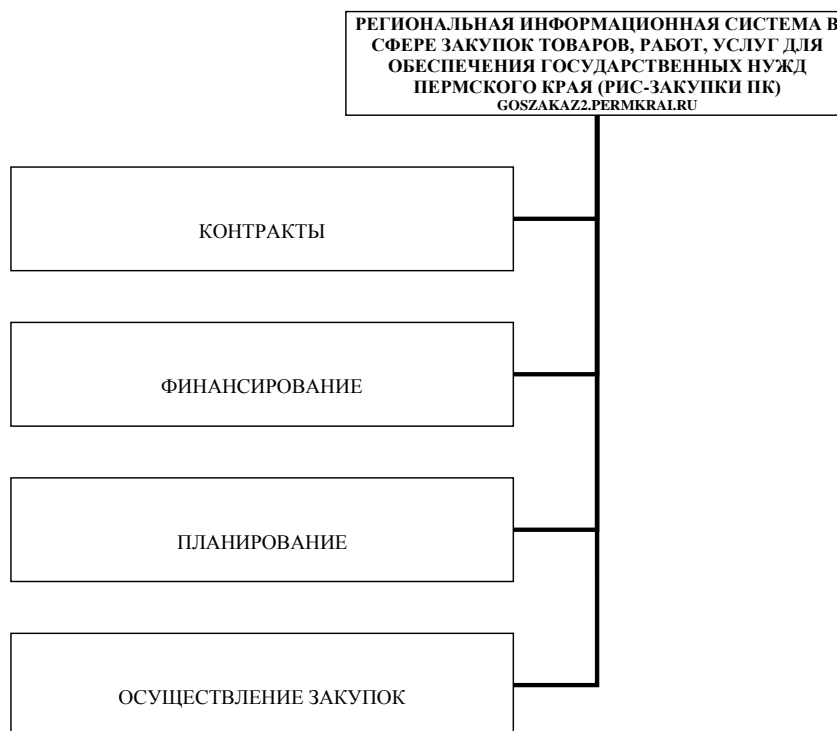 РЕГИОНАЛЬНАЯ ИНФОРМАЦИОННАЯ СИСТЕМА В
СФЕРЕ ЗАКУПОК ТОВАРОВ, РАБОТ, УСЛУГ ДЛЯ
ОБЕСПЕЧЕНИЯ ГОСУДАРСТВЕННЫХ НУЖД
ПЕРМСКОГО КРАЯ (РИС-ЗАКУПКИ ПК)
GOSZAKAZ2.PERMKRAI.RU
КОНТРАКТЫ
ФИНАНСИРОВАНИЕ
ПЛАНИРОВАНИЕ
ОСУЩЕСТВЛЕНИЕ ЗАКУПОК